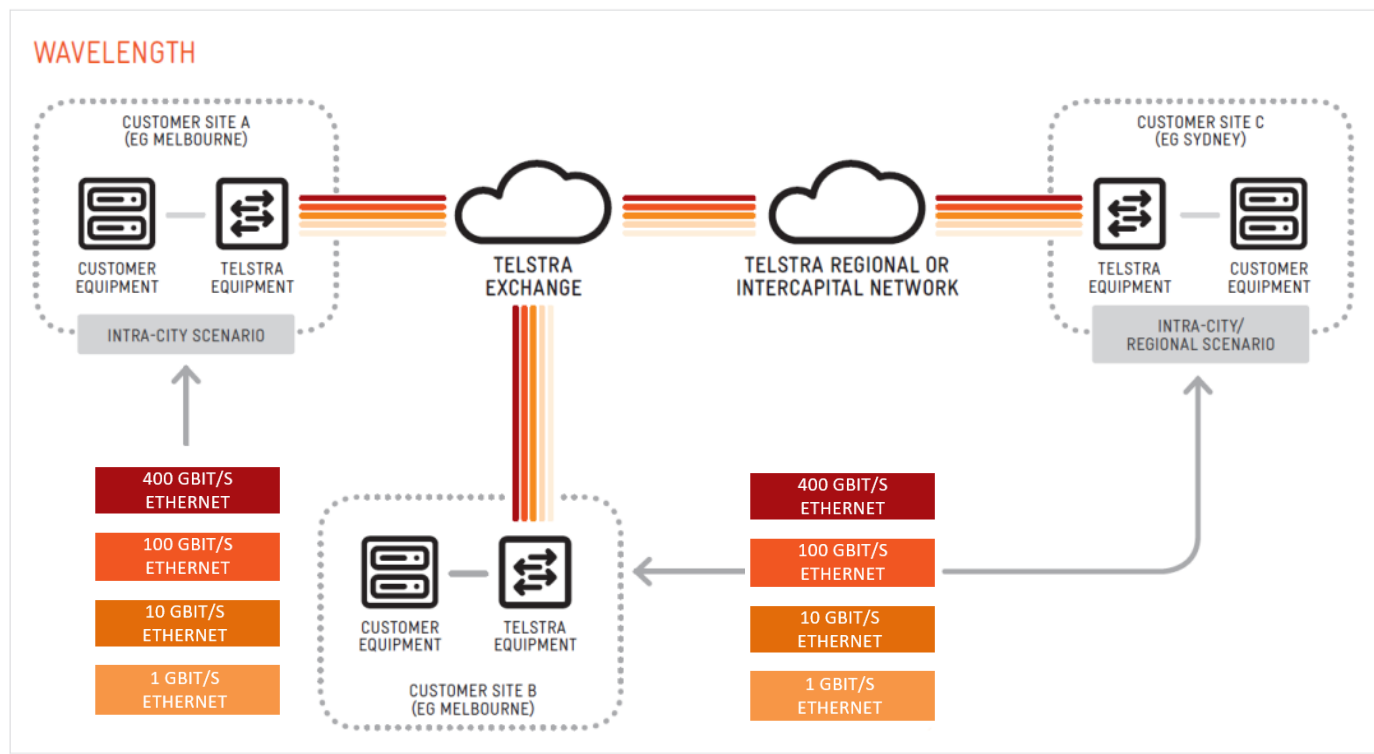 WAVELENGTH
CUSTOMER SITE A
(EG MELBOURNE)
CUSTOMER
EQUIPMENT
TELSTRA
EQUIPMENT
INTRA-CITY SCENARIO
TELSTRA
EXCHANGE
TELSTRA REGIONAL OR
INTERCAPITAL NETWORK
CUSTOMER SITE C
(EG SYDNEY)
TELSTRA
EQUIPMENT
CUSTOMER
EQUIPMENT
INTRA-CITY/
REGIONAL SCENARIO
400 GBIT/S
ETHERNET
100 GBIT/S
ETHERNET
10 GBIT/S
ETHERNET
1 GBIT/S
ETHERNET
CUSTOMER
EQUIPMENT
TELSTRA
EQUIPMENT
CUSTOMER SITE B
(EG MELBOURNE)
400 GBIT/S
ETHERNET
100 GBIT/S
ETHERNET
10 GBIT/S
ETHERNET
1 GBIT/S
ETHERNET